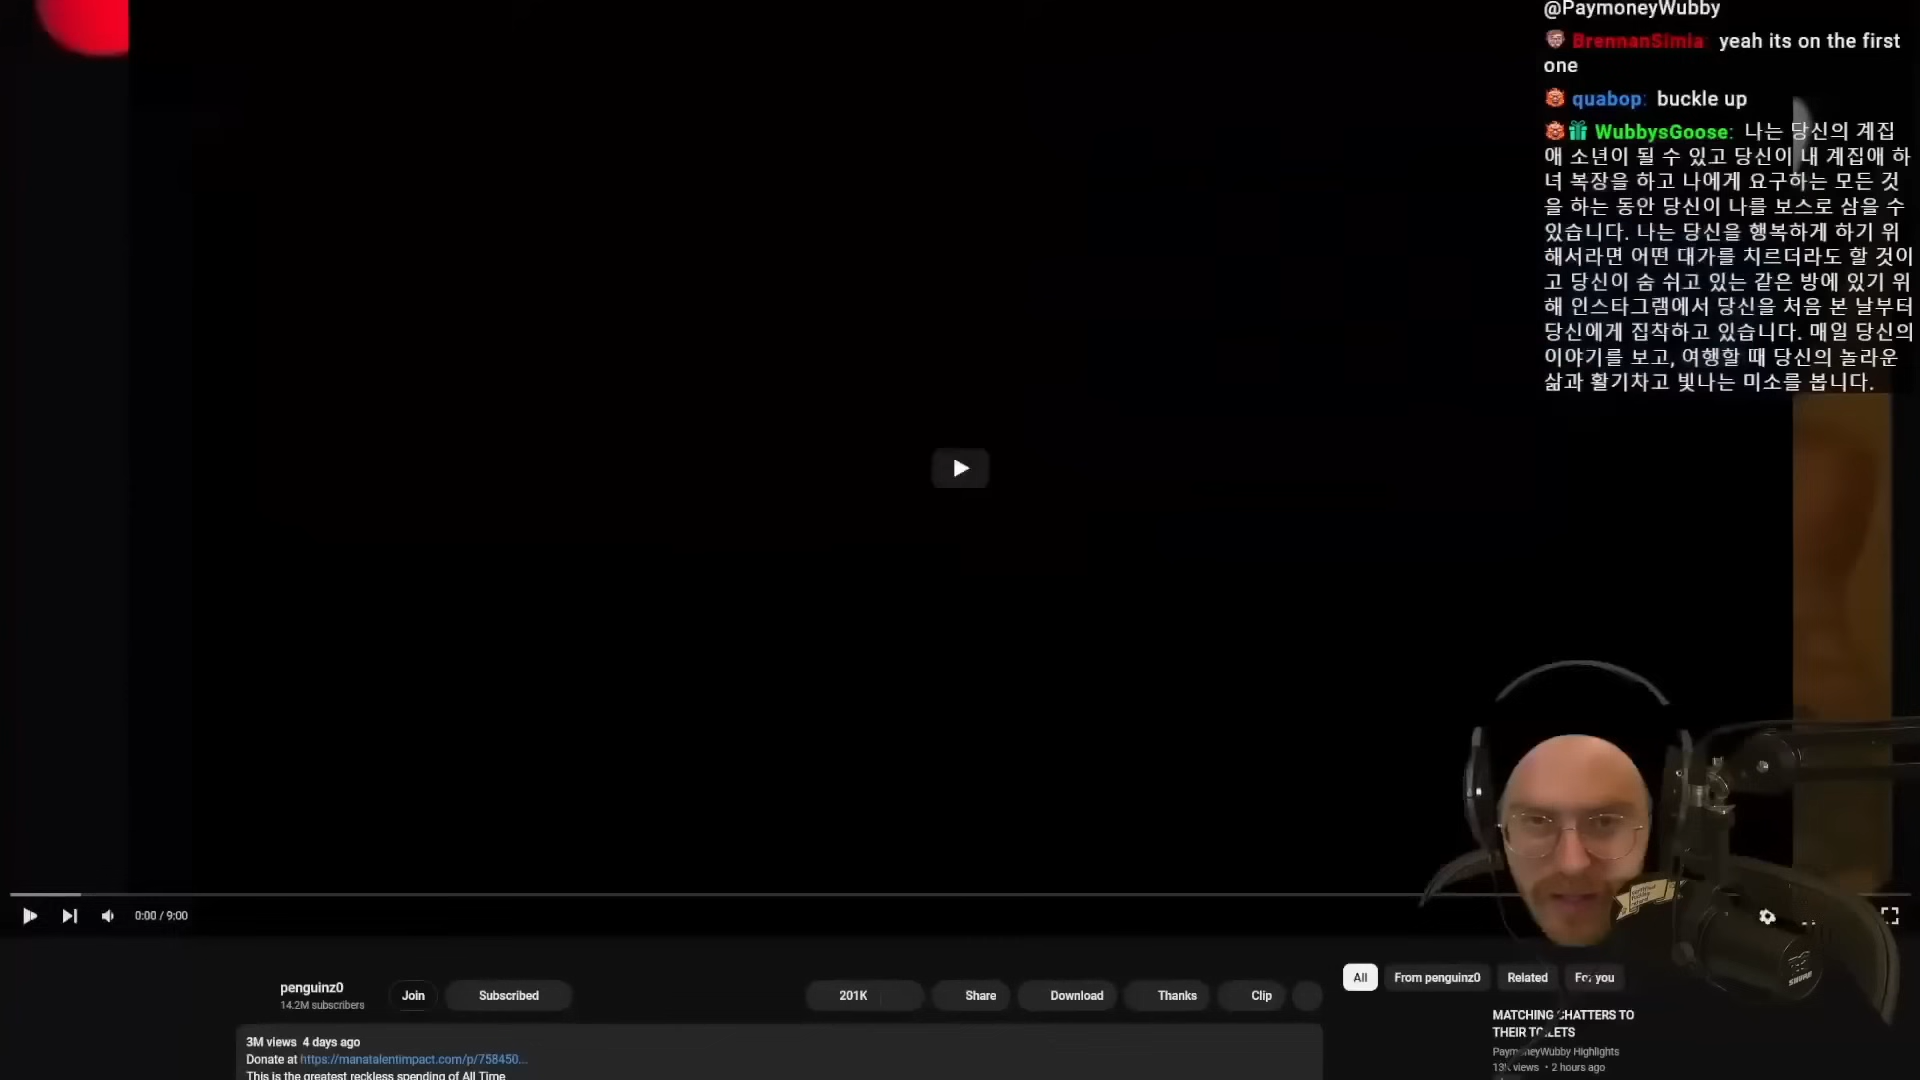 @PaymoneyWubby
BrennanSimla yeah its on the first
one
quabop: buckle up
WubbysGoose: 나는 당신의 계집
애 소년이 될 수 있고 당신이 내 계집애 하
녀 복장을 하고 나에게 요구하는 모든 것
을 하는 동안 당신이 나를 보스로 삼을 수
있습니다. 나는 당신을 행복하게 하기 위
해서라면 어떤 대가를 치르더라도 할 것이
고 당신이 숨 쉬고 있는 같은 방에 있기 위
해 인스타그램에서 당신을 처음 본 날부터
당신에게 집착하고 있습니다. 매일 당신의
이야기를 보고, 여행할 때 당신의 놀라운
삶과 활기차고 빛나는 미소를 봅니다.
0:00 / 9:00
penguinz0
14.2M subscribers
Join
Subscribed
201K
Share
Download
Thanks
Clip
All
From penguinz0
Related
For you
3M views 4 days ago
Donate at https://manatalentimpact.com/p/758450...
This is the greatest reckless spending of All Time
MATCHING CHATTERS TO
THEIR TOILETS
PaymoneyWubby Highlights
13K views • 2 hours ago
SHURE